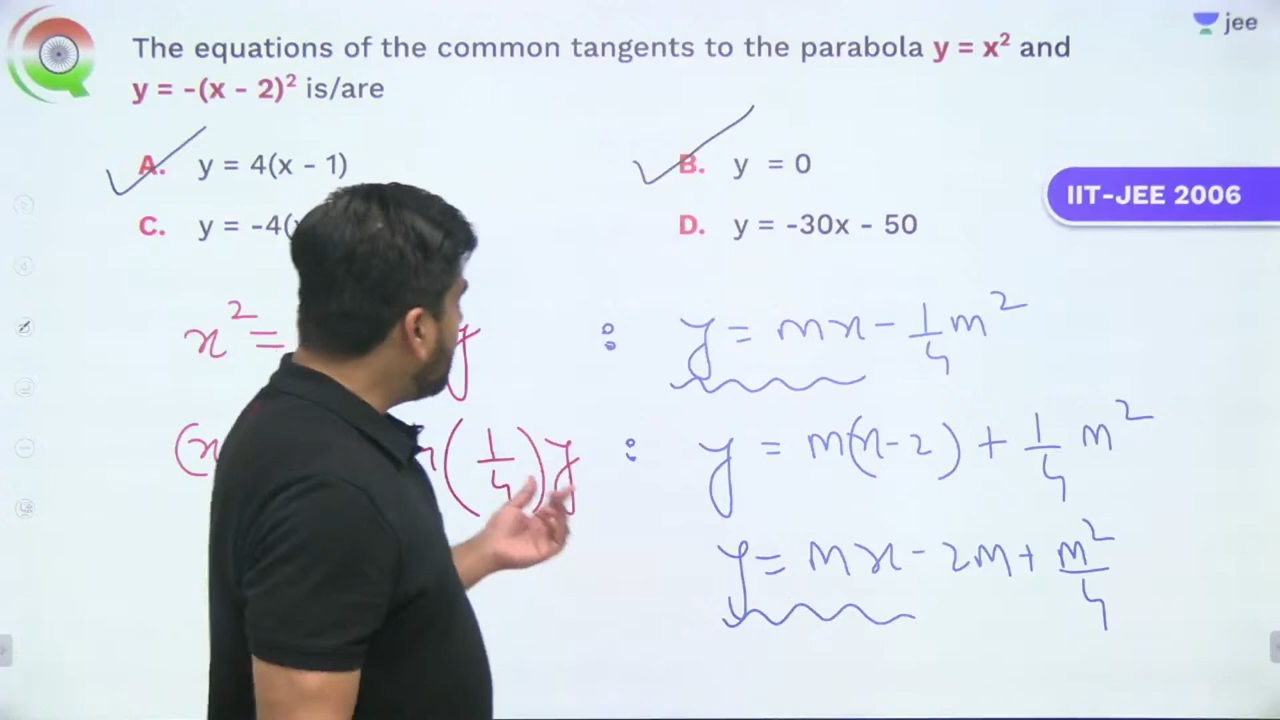 jee
The equations of the common tangents to the parabola y = x² and
y = -(x - 2)² is/are
A. y = 4(x - 1)
B. y = 0
IIT-JEE 2006
C. y = -4(
D. y = -30x - 50
x² = y : y = mx - 1/4 m²
(x (1/4) y : y = m(x-2) + 1/4 m²
y = mx - 2m + m²/4